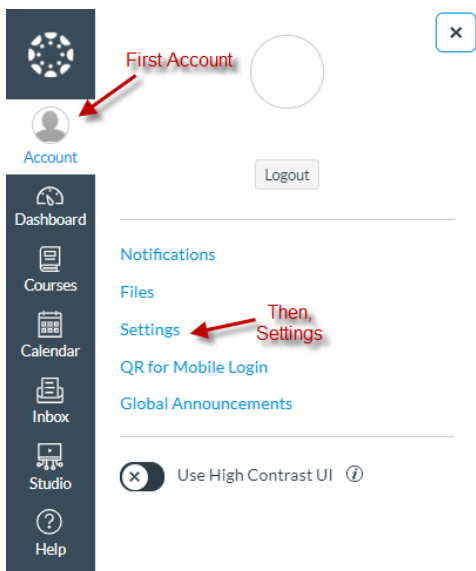 First Account
Account
Logout
Dashboard
Notifications
Courses
Files
Settings
Then,
Settings
Calendar
QR for Mobile Login
Global Announcements
Inbox
Use High Contrast UI
Studio
Help